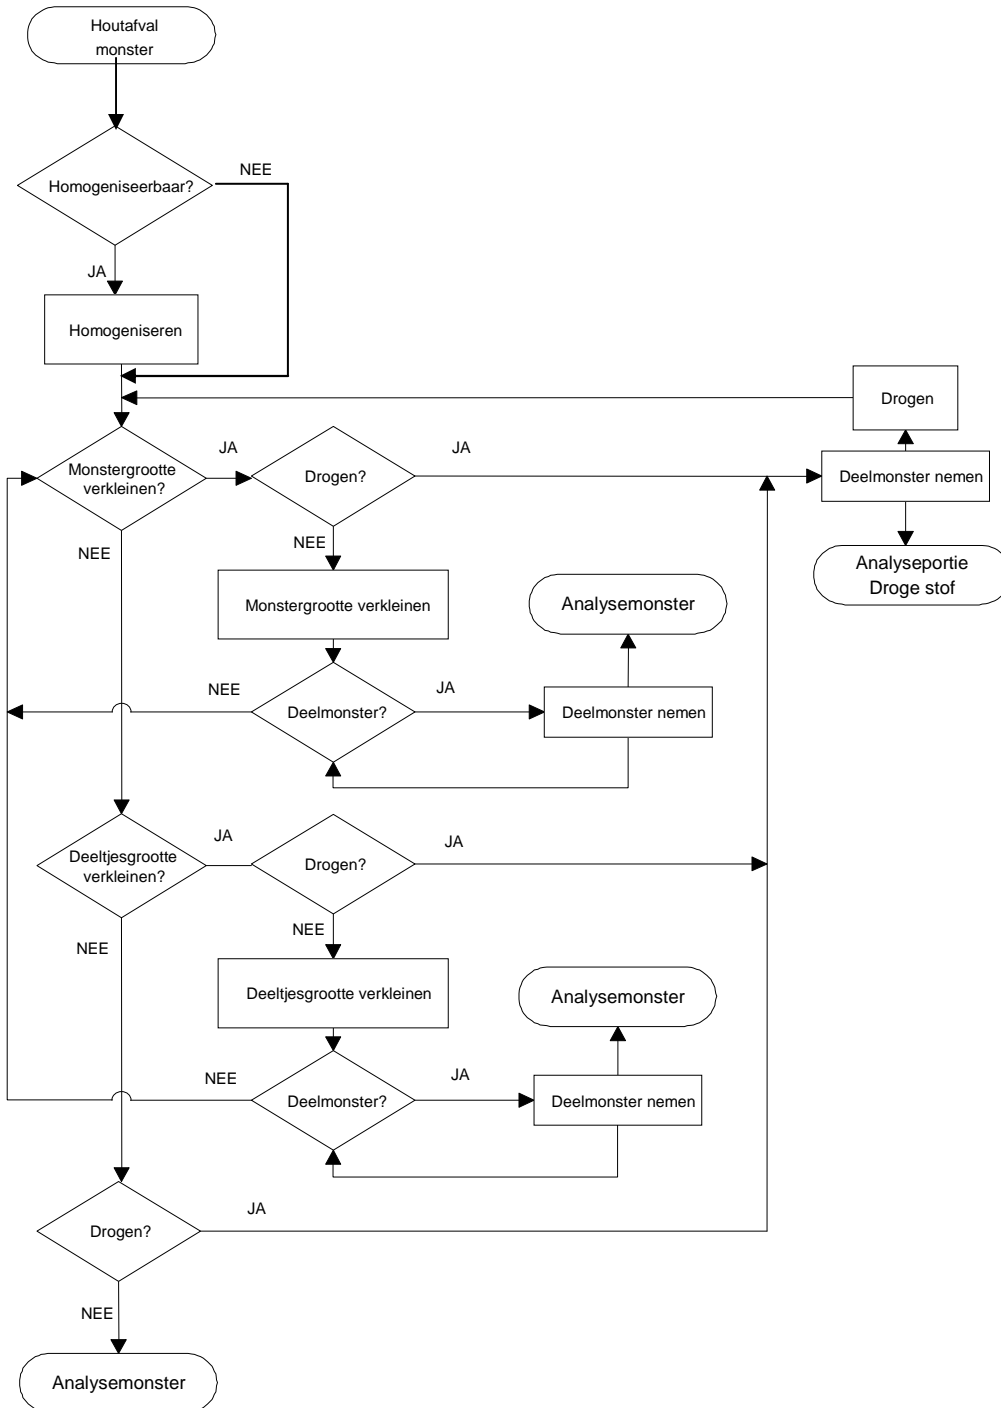 Houtafval
monster
Homogeniseerbaar?
NEE
JA
Homogeniseren
Drogen
Monstergrootte
verkleinen?
JA
Drogen?
JA
Deelmonster nemen
NEE
NEE
Analyseportie
Droge stof
Monstergrootte verkleinen
Analysemonster
NEE
Deelmonster?
JA
Deelmonster nemen
Deeltjesgrootte
verkleinen?
JA
Drogen?
JA
NEE
NEE
Deeltjesgrootte verkleinen
Analysemonster
NEE
Deelmonster?
JA
Deelmonster nemen
Drogen?
JA
NEE
Analysemonster